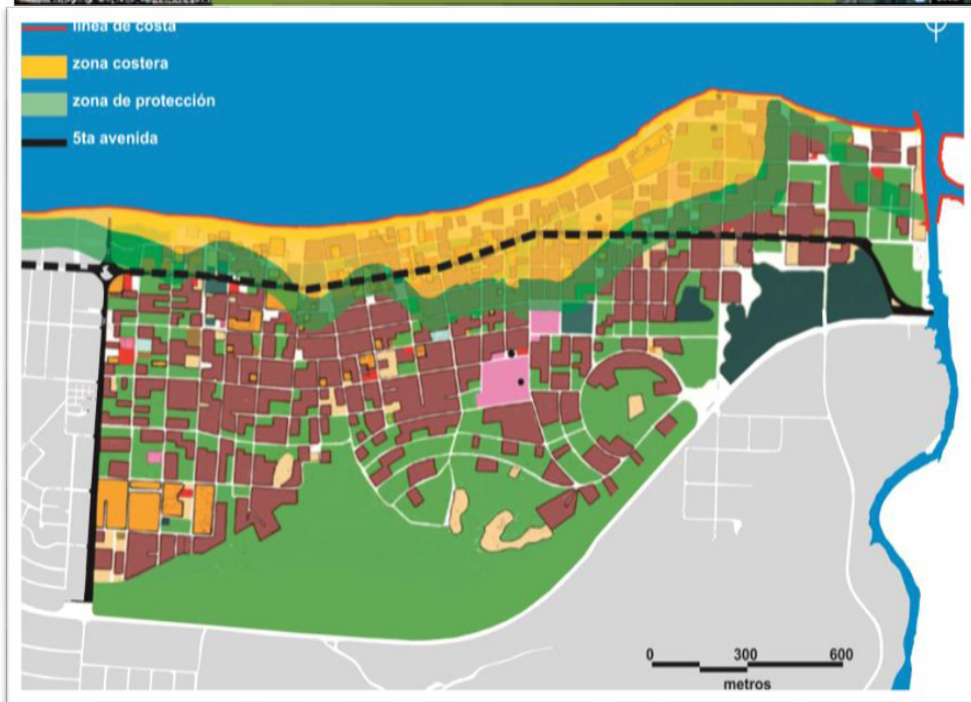 línea de costa
zona costera
zona de protección
5ta avenida
0 300 600
metros